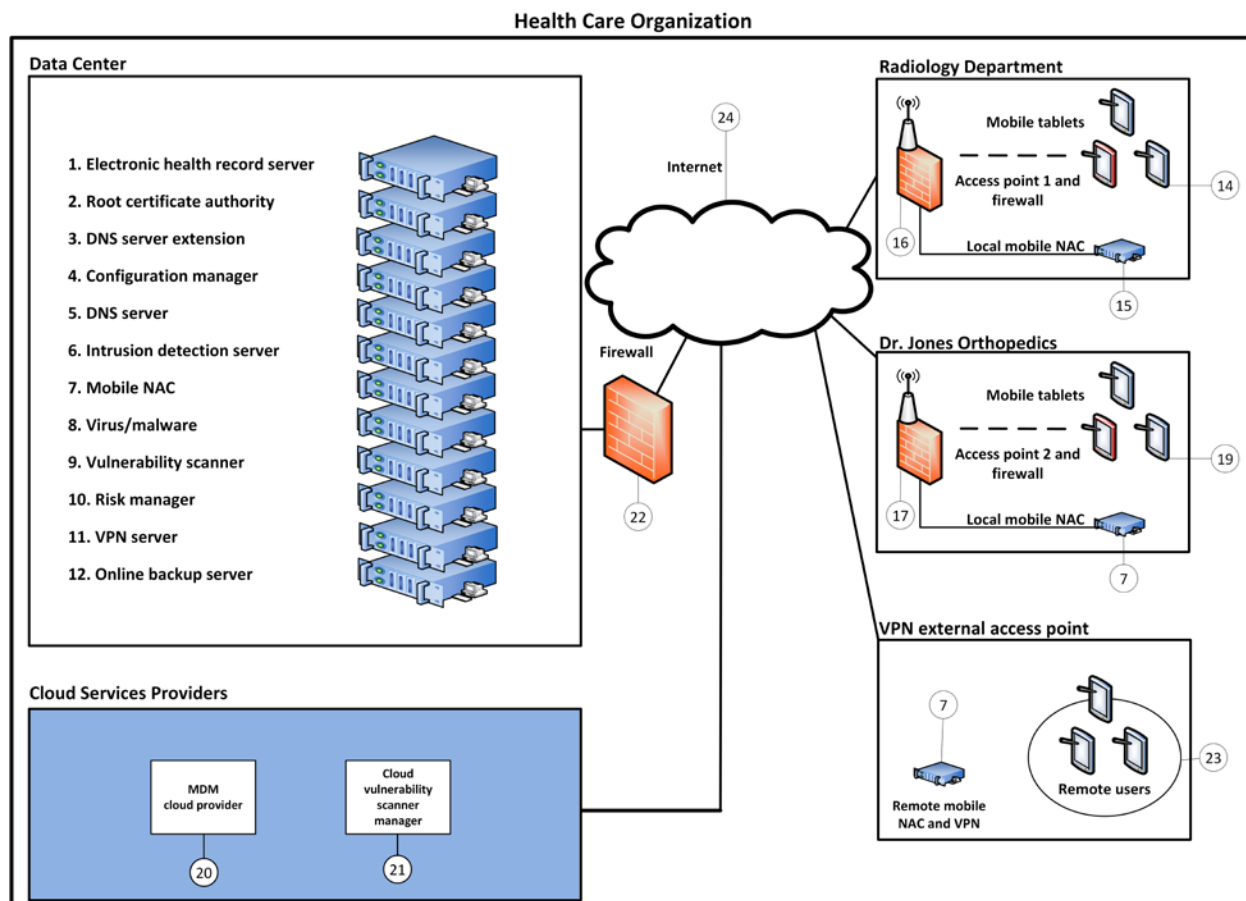 Health Care Organization
Data Center
1. Electronic health record server
2. Root certificate authority
3. DNS server extension
4. Configuration manager
5. DNS server
6. Intrusion detection server
7. Mobile NAC
8. Virus/malware
9. Vulnerability scanner
10. Risk manager
11. VPN server
12. Online backup server
Firewall
22
24
Internet
Radiology Department
Mobile tablets
Access point 1 and
firewall
14
16
Local mobile NAC
15
Dr. Jones Orthopedics
Mobile tablets
Access point 2 and
firewall
19
17
Local mobile NAC
7
VPN external access point
7
Remote mobile
NAC and VPN
Remote users
23
Cloud Services Providers
MDM
cloud provider
20
Cloud
vulnerability
scanner
manager
21